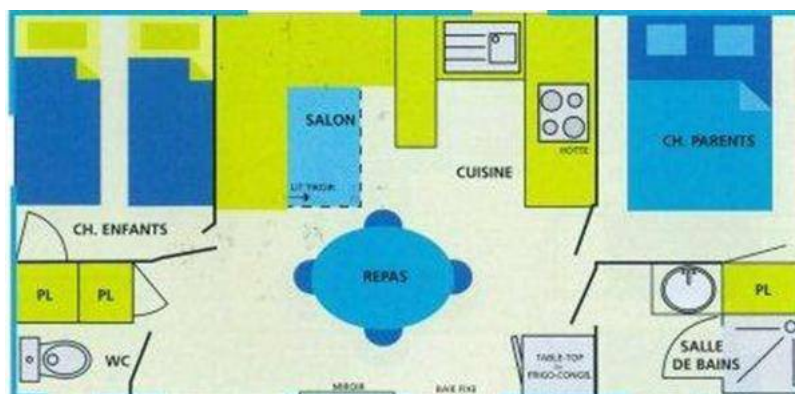 SALON
CH. PARENTS
HOTTE
CUISINE
LIT TIROIR
CH. ENFANTS
REPAS
PL
PL
PL
WC
SALLE
DE BAINS
TABLE-TOP
FRIGO-CONGEL
MIROIR
BAIE FIXE